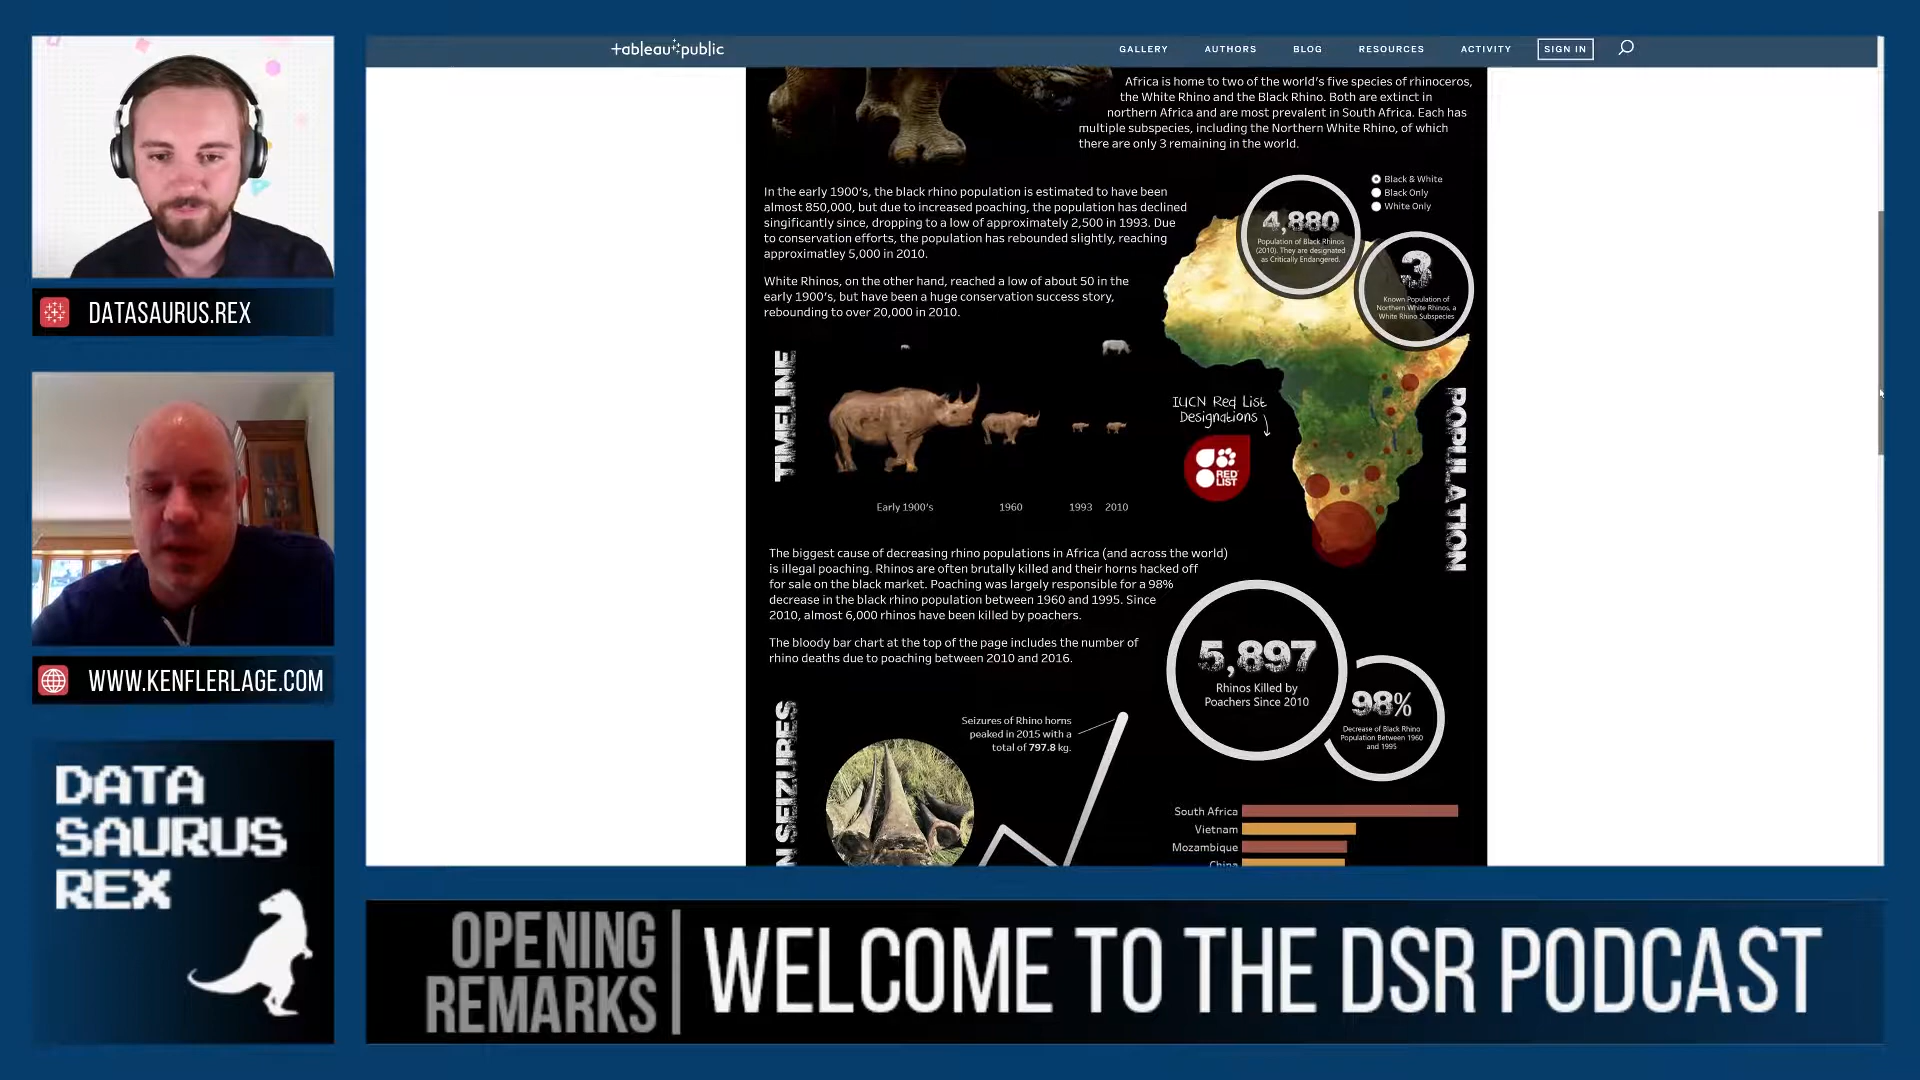 DATASAURUS.REX
WWW.KENFLERLAGE.COM
DATA
SAURUS
REX
+ableau public
GALLERY
AUTHORS
BLOG
RESOURCES
ACTIVITY
SIGN IN
Africa is home to two of the world's five species of rhinoceros,
the White Rhino and the Black Rhino. Both are extinct in
northern Africa and are most prevalent in South Africa. Each has
multiple subspecies, including the Northern White Rhino, of which
there are only 3 remaining in the world.
In the early 1900's, the black rhino population is estimated to have been
almost 850,000, but due to increased poaching, the population has declined
singificantly since, dropping to a low of approximately 2,500 in 1993. Due
to conservation efforts, the population has rebounded slightly, reaching
approximatley 5,000 in 2010.
White Rhinos, on the other hand, reached a low of about 50 in the
early 1900's, but have been a huge conservation success story,
rebounding to over 20,000 in 2010.
Black & White
Black Only
White Only
4,880
Population of Black Rhinos
(2010). They are designated
as Critically Endangered.
3
Known Population of
Northern White Rhinos, a
White Rhino Subspecies
TIMELINE
Early 1900's
1960
1993
2010
IUCN Red List
Designations
RED
LIST
POPULATION
The biggest cause of decreasing rhino populations in Africa (and across the world)
is illegal poaching. Rhinos are often brutally killed and their horns hacked off
for sale on the black market. Poaching was largely responsible for a 98%
decrease in the black rhino population between 1960 and 1995. Since
2010, almost 6,000 rhinos have been killed by poachers.
The bloody bar chart at the top of the page includes the number of
rhino deaths due to poaching between 2010 and 2016.
5,897
Rhinos Killed by
Poachers Since 2010
98%
Decrease of Black Rhino
Population Between 1960
and 1995
N SEIZURES
Seizures of Rhino horns
peaked in 2015 with a
total of 797.8 kg.
South Africa
Vietnam
Mozambique
China
OPENING
REMARKS
WELCOME TO THE DSR PODCAST